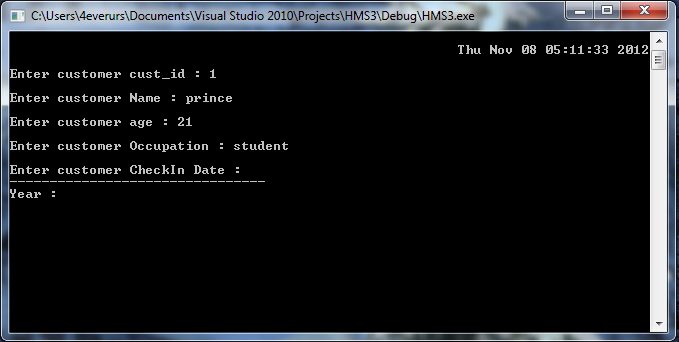 C:\Users\4everurs\Documents\Visual Studio 2010\Projects\HMS3\Debug\HMS3.exe
Thu Nov 08 05:11:33 2012
Enter customer cust_id : 1
Enter customer Name : prince
Enter customer age : 21
Enter customer Occupation : student
Enter customer CheckIn Date :
--------------------------------
Year :